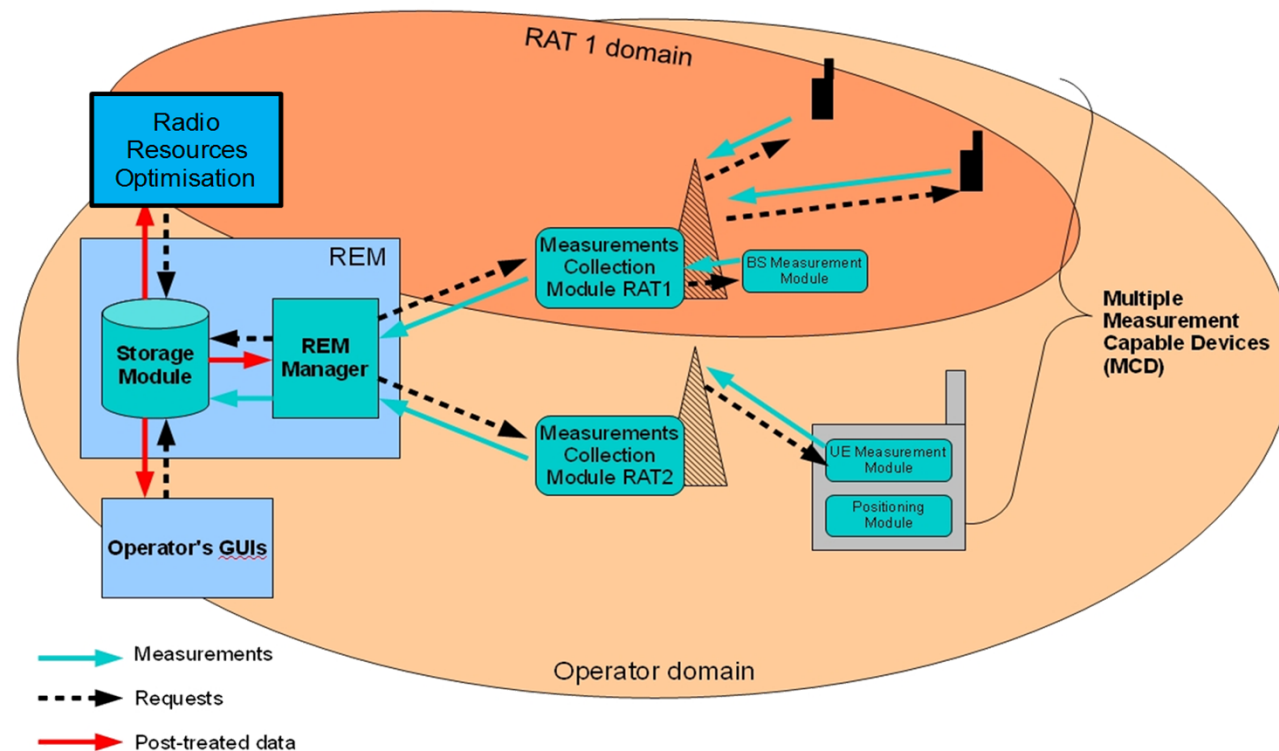 RAT 1 domain
Radio
Resources
Optimisation
REM
Measurements
Collection
Module RAT1
BS Measurement
Module
Storage
Module
REM
Manager
Multiple
Measurement
Capable Devices
(MCD)
Measurements
Collection
Module RAT2
UE Measurement
Module
Positioning
Module
Operator's GUIs
Operator domain
Measurements
Requests
Post-treated data